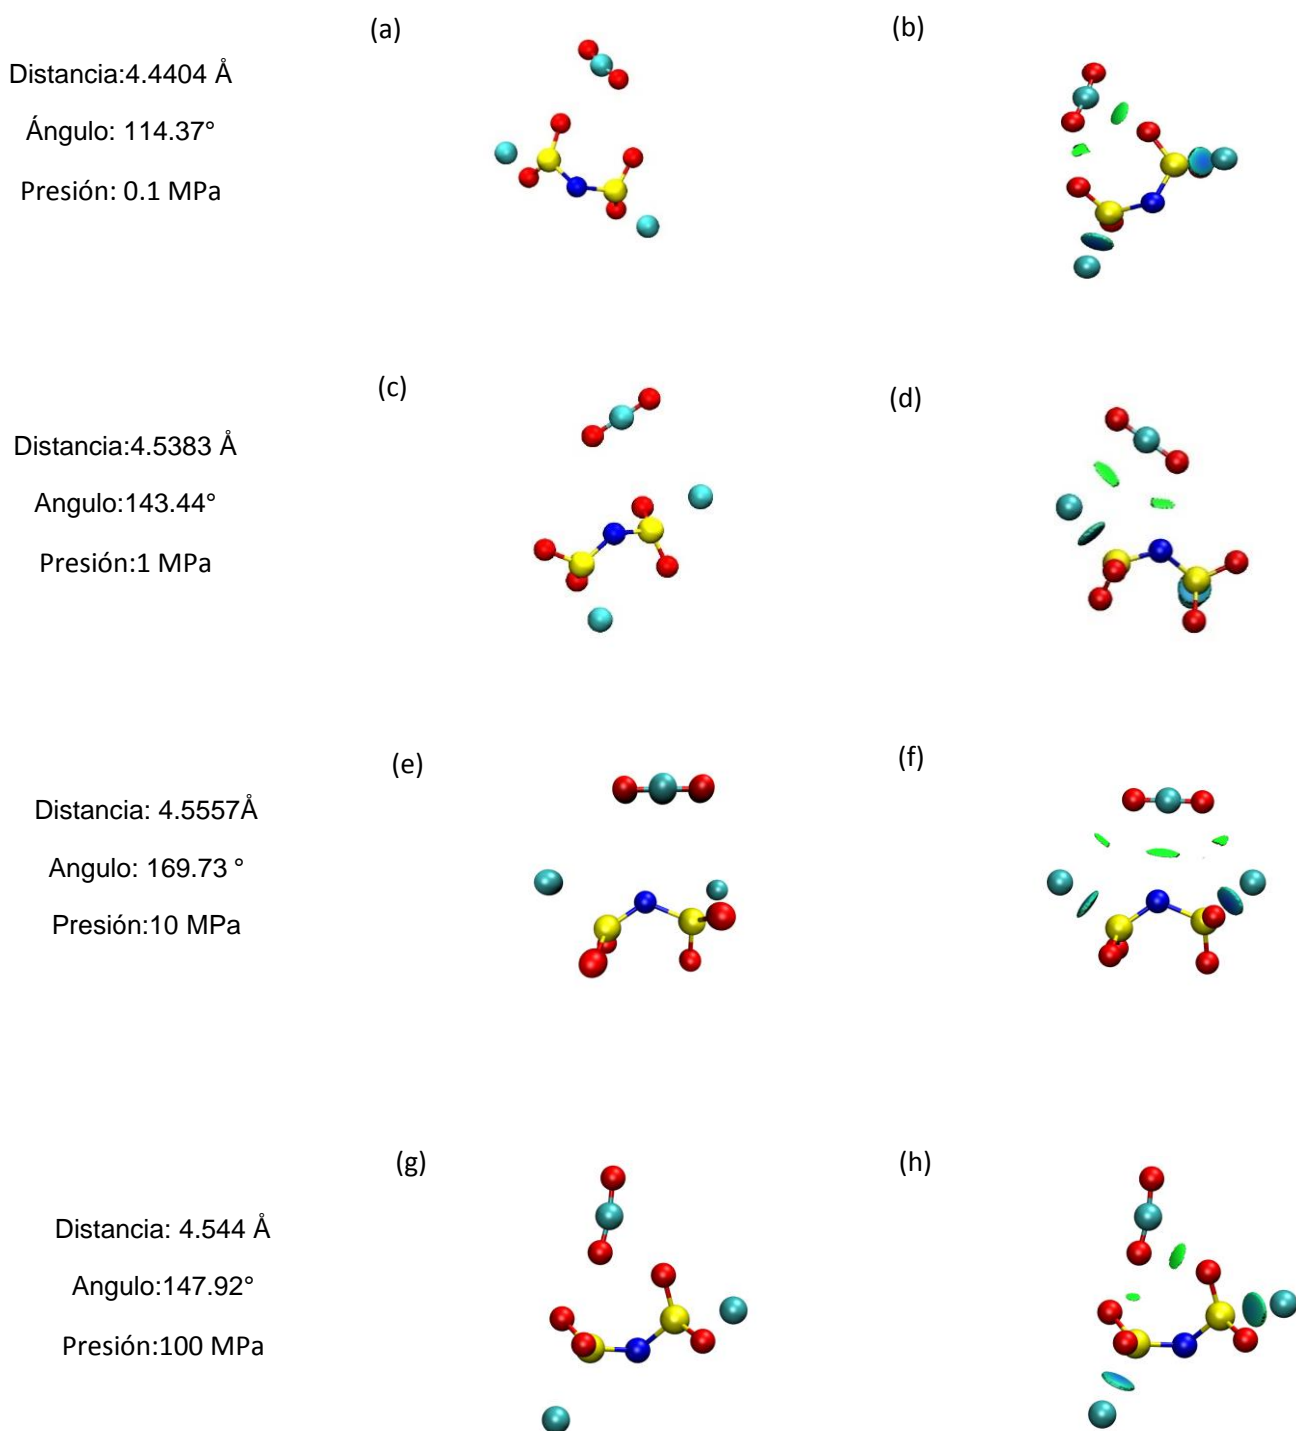 (a)
(b)
Distancia:4.4404 Å
Ángulo: 114.37°
Presión: 0.1 MPa
(c)
(d)
Distancia:4.5383 Å
Angulo:143.44°
Presión:1 MPa
(e)
(f)
Distancia: 4.5557Å
Angulo: 169.73 °
Presión:10 MPa
(g)
(h)
Distancia: 4.544 Å
Angulo:147.92°
Presión:100 MPa